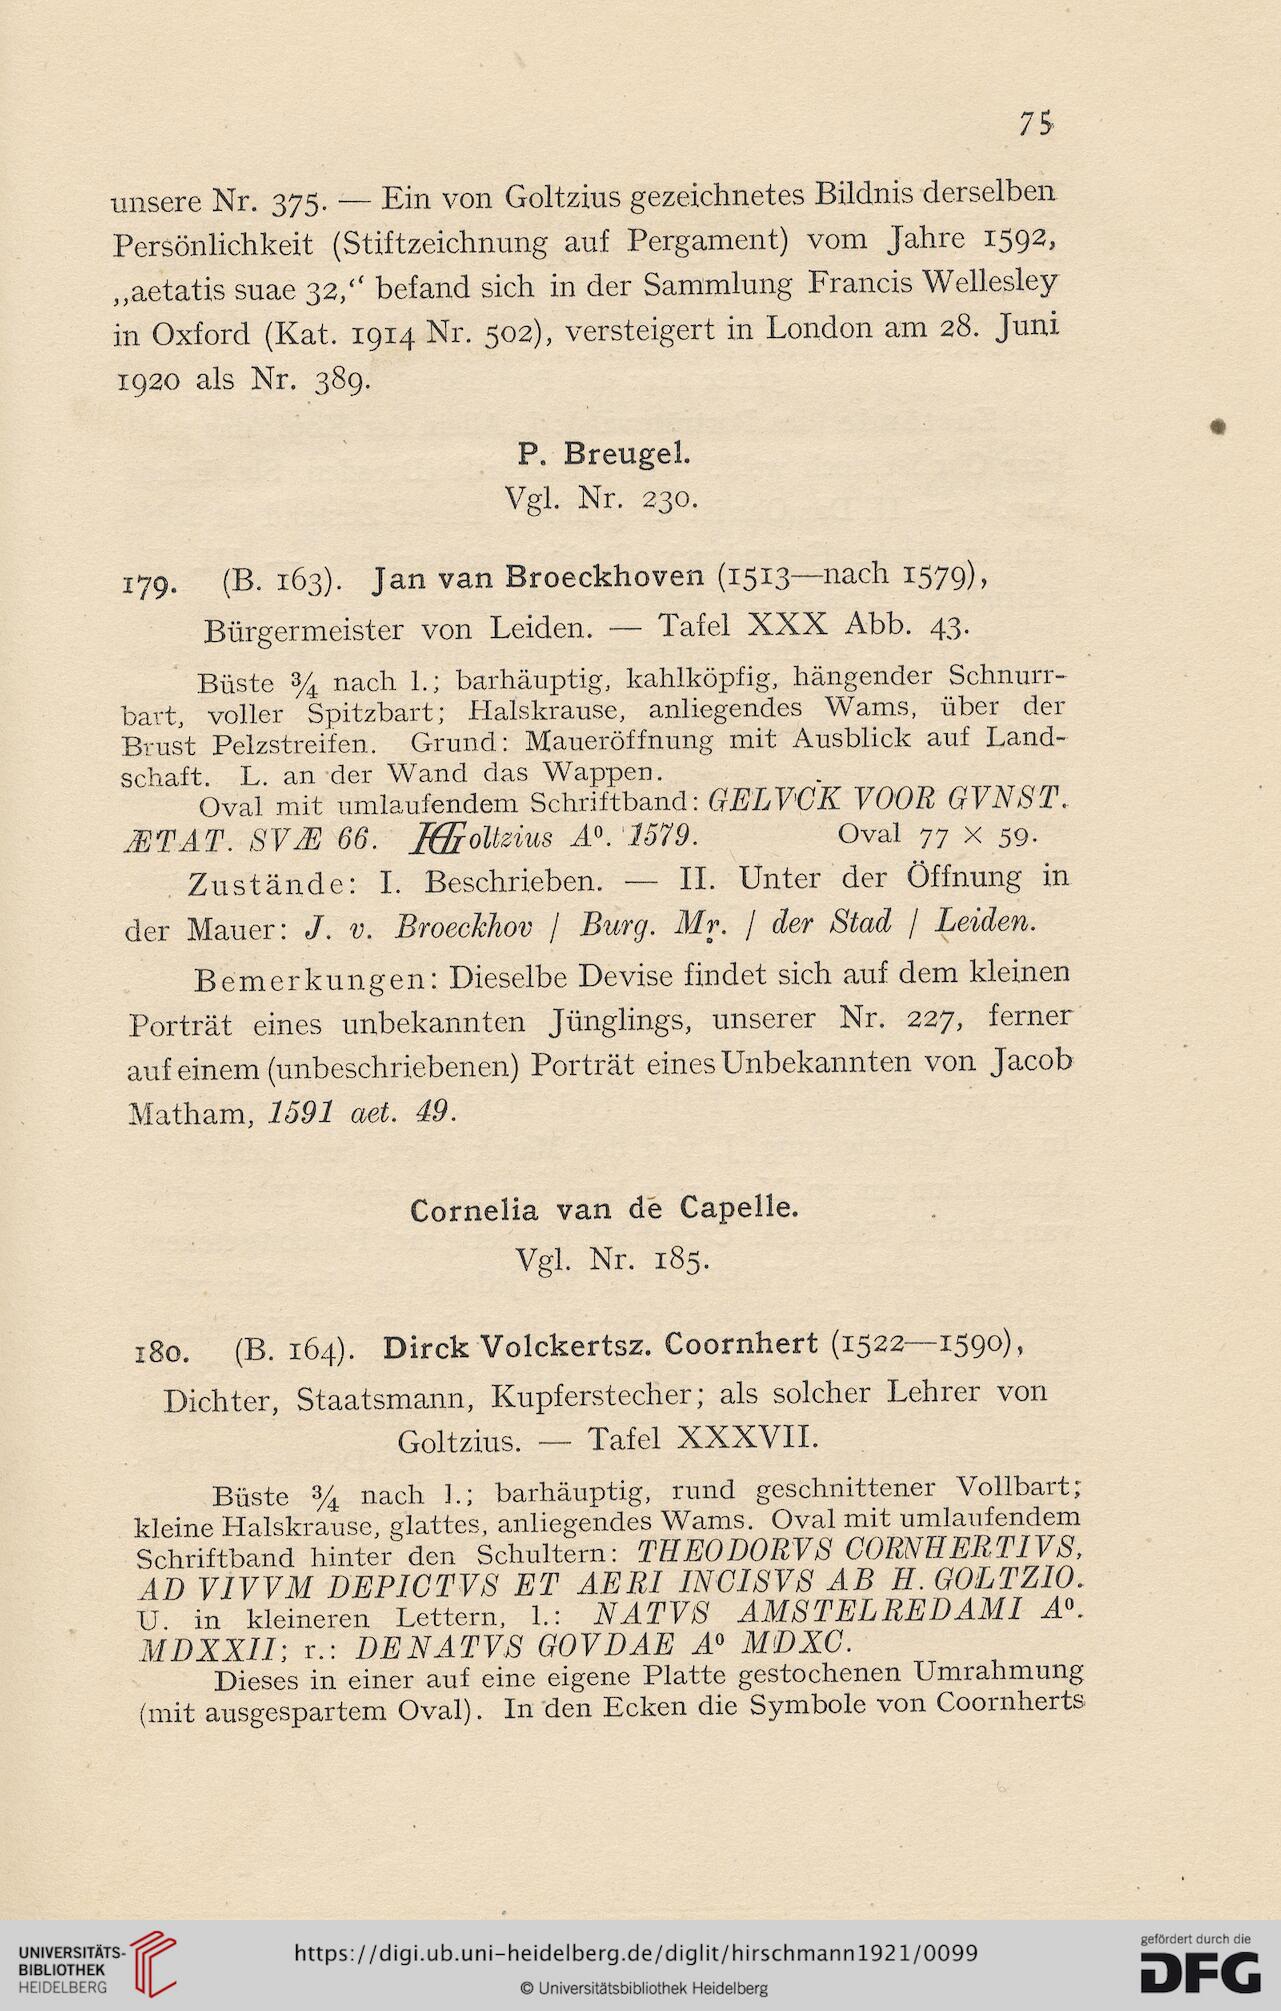 75
unsere Nr. 375. — Ein von Goltzius gezeichnetes Bildnis derselben
Persönlichkeit (Stiftzeichnung auf Pergament) vom Jahre 1592,
„aetatis suae 32,“ befand sich in der Sammlung Francis Wellesley
in Oxford (Kat. 1914 Nr. 502), versteigert in London am 28. Juni
1920 als Nr. 389.
P. Breugel.
Vgl. Nr. 230.
179. (B. 163). Jan van Broeckhoven (1513—nach 1579),
Bürgermeister von Leiden. — Tafel XXX Abb. 43.
Büste ¾ nach l.; barhäuptig, kahlköpfig, hängender Schnurr-
bart, voller Spitzbart; Halskrause, anliegendes Wams, über der
Brust Pelzstreifen. Grund: Maueröffnung mit Ausblick auf Land-
schaft. L. an der Wand das Wappen.
Oval mit umlaufendem Schriftband: GELVCK VOOR GVNST.
ÆTAT. SVÆ 66. HGoltzius A⁰. 1579. Oval 77 × 59.
Zustände: I. Beschrieben. — II. Unter der Öffnung in
der Mauer: J. v. Broeckhov / Burg. Mr. / der Stad / Leiden.
Bemerkungen: Dieselbe Devise findet sich auf dem kleinen
Porträt eines unbekannten Jünglings, unserer Nr. 227, ferner
auf einem (unbeschriebenen) Porträt eines Unbekannten von Jacob
Matham, 1591 aet. 49.
Cornelia van de Capelle.
Vgl. Nr. 185.
180. (B. 164). Dirck Volckertsz. Coornhert (1522—1590),
Dichter, Staatsmann, Kupferstecher; als solcher Lehrer von
Goltzius. — Tafel XXXVII.
Büste ¾ nach l.; barhäuptig, rund geschnittener Vollbart;
kleine Halskrause, glattes, anliegendes Wams. Oval mit umlaufendem
Schriftband hinter den Schultern: THEODORVS CORNHERTIVS,
AD VIVVM DEPICTVS ET AERI INCISVS AB H. GOLTZIO.
U. in kleineren Lettern, l.: NATVS AMSTELREDAMI A⁰.
MDXXII; r.: DENATVS GOVDAE A⁰ MDXC.
Dieses in einer auf eine eigene Platte gestochenen Umrahmung
(mit ausgespartem Oval). In den Ecken die Symbole von Coornherts
UNIVERSITÄTS-
BIBLIOTHEK
HEIDELBERG
https://digi.ub.uni-heidelberg.de/diglit/hirschmann1921/0099
© Universitätsbibliothek Heidelberg
gefördert durch die
DFG